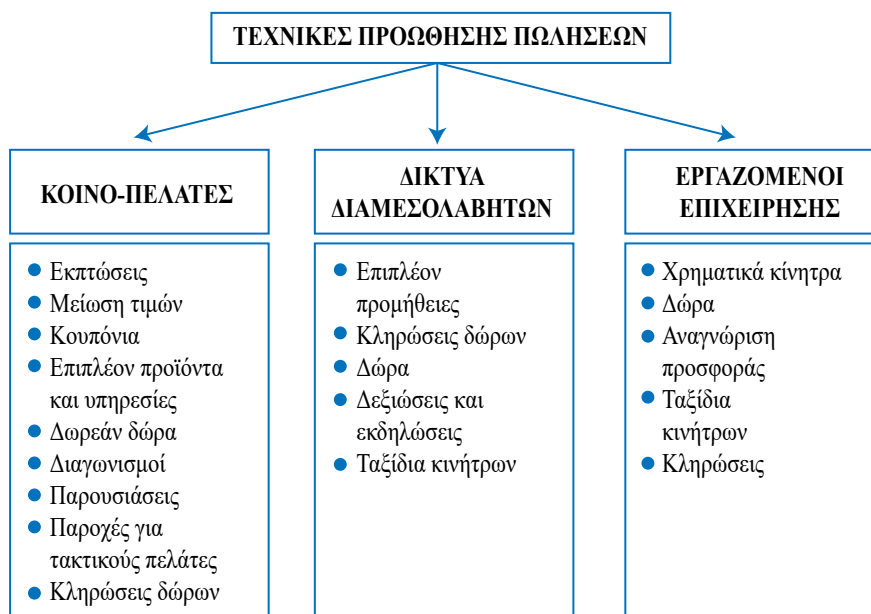 ΤΕΧΝΙΚΕΣ ΠΡΟΩΘΗΣΗΣ ΠΩΛΗΣΕΩΝ
ΚΟΙΝΟ-ΠΕΛΑΤΕΣ
• Εκπτώσεις
• Μείωση τιμών
• Κουπόνια
• Επιπλέον προϊόντα
και υπηρεσίες
• Δωρεάν δώρα
• Διαγωνισμοί
• Παρουσιάσεις
• Παροχές για
τακτικούς πελάτες
• Κληρώσεις δώρων
ΔΙΚΤΥΑ
ΔΙΑΜΕΣΟΛΑΒΗΤΩΝ
• Επιπλέον
προμήθειες
• Κληρώσεις δώρων
• Δώρα
• Δεξιώσεις και
εκδηλώσεις
• Ταξίδια κινήτρων
ΕΡΓΑΖΟΜΕΝΟΙ
ΕΠΙΧΕΙΡΗΣΗΣ
• Χρηματικά κίνητρα
• Δώρα
• Αναγνώριση
προσφοράς
• Ταξίδια
κινήτρων
• Κληρώσεις